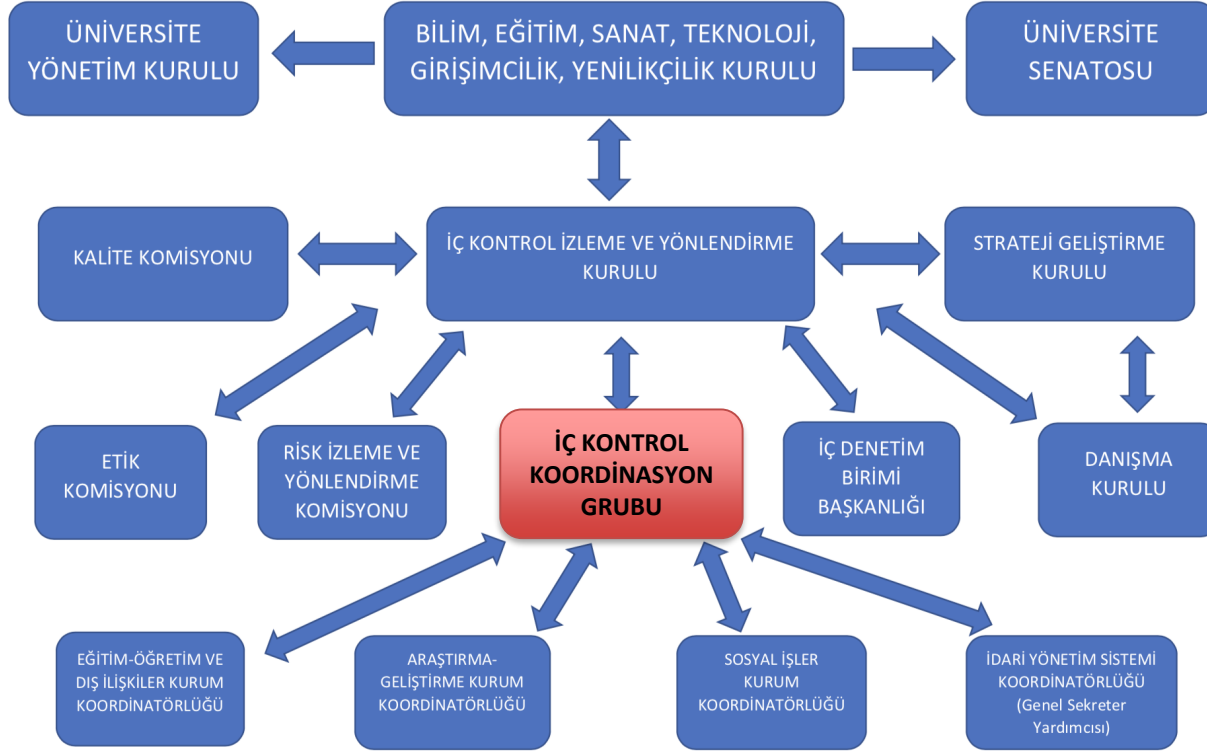 ÜNİVERSİTE
YÖNETİM KURULU
BİLİM, EĞİTİM, SANAT, TEKNOLOJİ,
GİRİŞİMCİLİK, YENİLİKÇİLİK KURULU
ÜNİVERSİTE
SENATOSU
KALİTE KOMİSYONU
İÇ KONTROL İZLEME VE YÖNLENDİRME
KURULU
STRATEJİ GELİŞTİRME
KURULU
ETİK
KOMİSYONU
RİSK İZLEME VE
YÖNLENDİRME
KOMİSYONU
İÇ KONTROL
KOORDİNASYON
GRUBU
İÇ DENETİM
BİRİMİ
BAŞKANLIĞI
DANIŞMA
KURULU
EĞİTİM-ÖĞRETİM VE
DIŞ İLİŞKİLER KURUM
KOORDİNATÖRLÜĞÜ
ARAŞTIRMA-
GELİŞTİRME KURUM
KOORDİNATÖRLÜĞÜ
SOSYAL İŞLER
KURUM
KOORDİNATÖRLÜĞÜ
İDARİ YÖNETİM SİSTEMİ
KOORDİNATÖRLÜĞÜ
(Genel Sekreter
Yardımcısı)